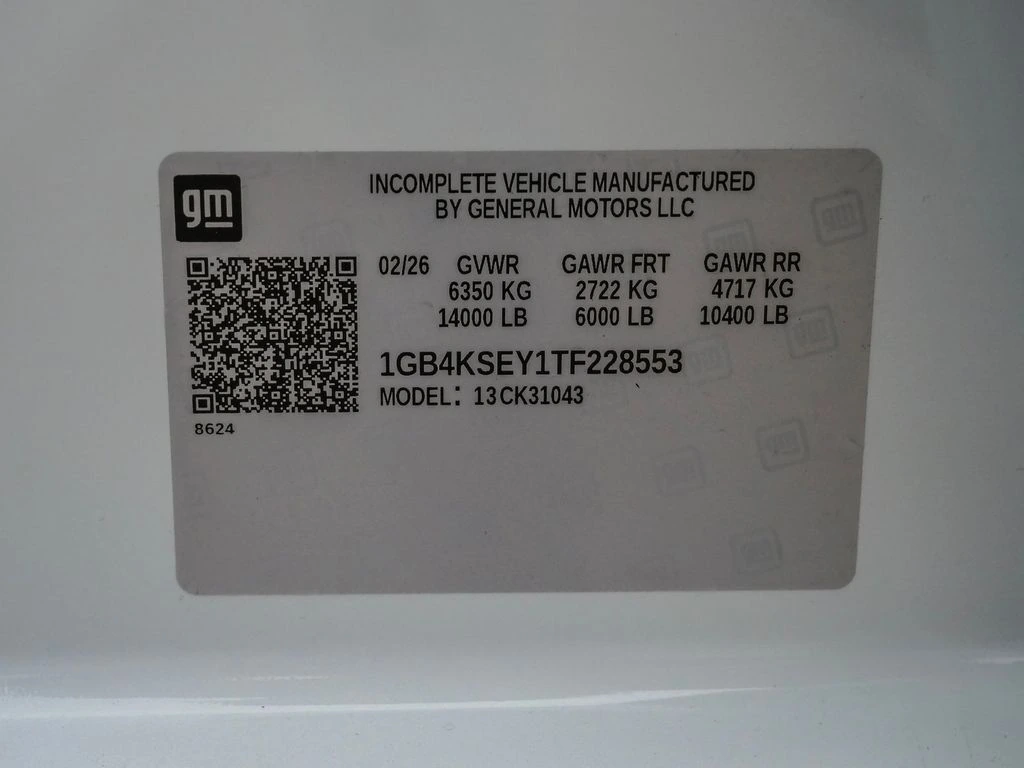 gm
INCOMPLETE VEHICLE MANUFACTURED
BY GENERAL MOTORS LLC
02/26 GVWR GAWR FRT GAWR RR
6350 KG 2722 KG 4717 KG
14000 LB 6000 LB 10400 LB
1GB4KSEY1TF228553
MODEL: 13CK31043
8624